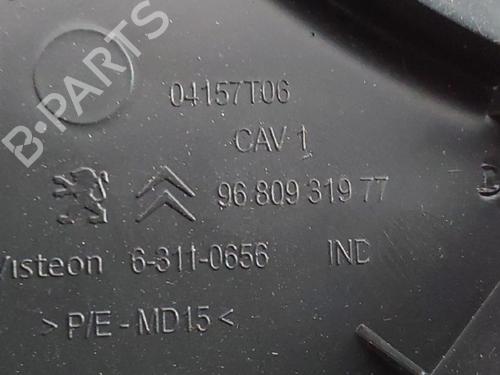 B-PARTS
04157T06
CAV 1
96 809 319 77
Visteon 6-311-0656 IND
>P/E-MD15<